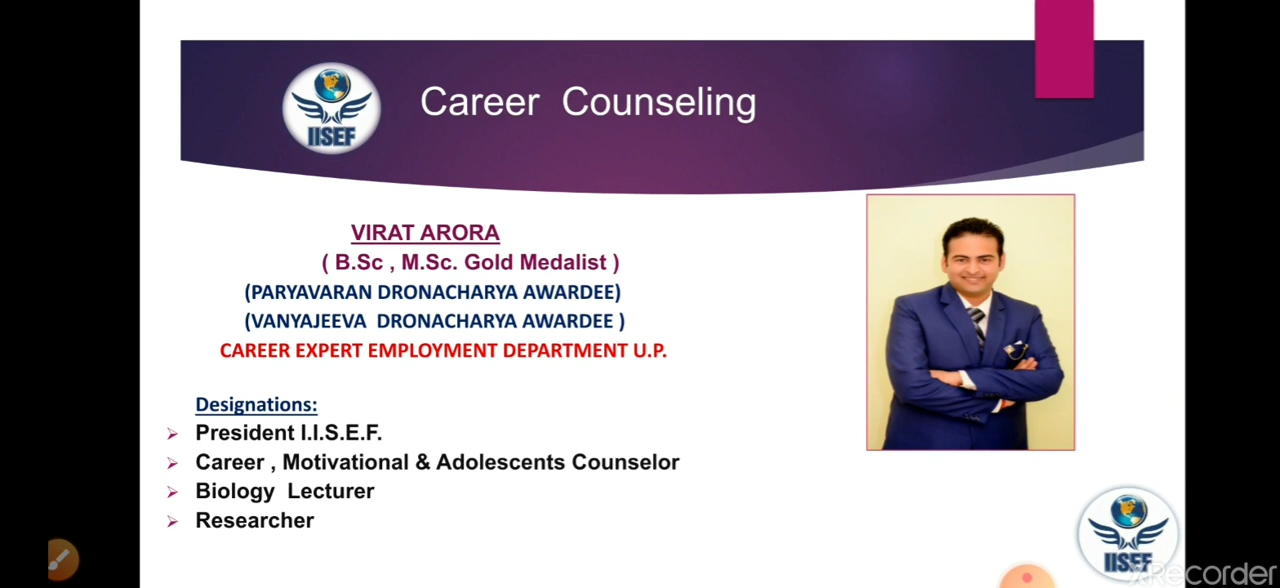 IISEF
Career Counseling
VIRAT ARORA
( B.Sc , M.Sc. Gold Medalist )
(PARYAVARAN DRONACHARYA AWARDEE)
(VANYAJEEVA DRONACHARYA AWARDEE )
CAREER EXPERT EMPLOYMENT DEPARTMENT U.P.
Designations:
➢ President I.I.S.E.F.
➢ Career , Motivational & Adolescents Counselor
➢ Biology Lecturer
➢ Researcher
IISEF
XRecorder